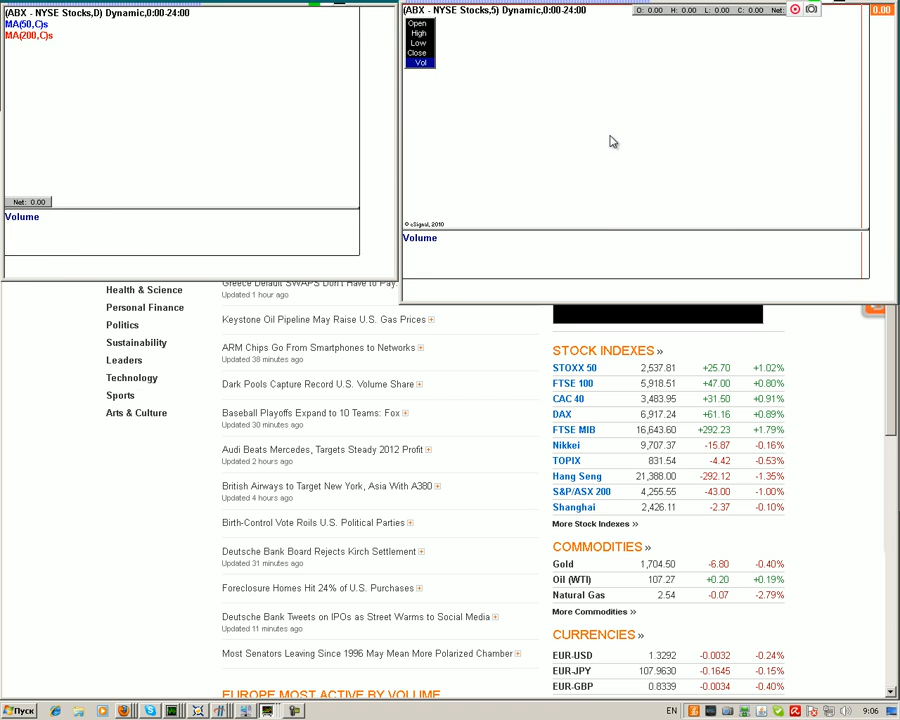 (ABX - NYSE Stocks,D) Dynamic,0:00-24:00
MA(50,C)s
MA(200,C)s
Net: 0.00
Volume
(ABX - NYSE Stocks,5) Dynamic,0:00-24:00
O: 0.00 H: 0.00 L: 0.00 C: 0.00 Net:
0.00
Open
High
Low
Close
Vol
© eSignal, 2010
Volume
Health & Science
Personal Finance
Politics
Sustainability
Leaders
Technology
Sports
Arts & Culture
Greece Default SWAPS Don't Have to Pay
Updated 1 hour ago
Keystone Oil Pipeline May Raise U.S. Gas Prices
ARM Chips Go From Smartphones to Networks
Updated 38 minutes ago
Dark Pools Capture Record U.S. Volume Share
Baseball Playoffs Expand to 10 Teams: Fox
Updated 30 minutes ago
Audi Beats Mercedes, Targets Steady 2012 Profit
Updated 2 hours ago
British Airways to Target New York, Asia With A380
Updated 4 hours ago
Birth-Control Vote Roils U.S. Political Parties
Deutsche Bank Board Rejects Kirch Settlement
Updated 31 minutes ago
Foreclosure Homes Hit 24% of U.S. Purchases
Deutsche Bank Tweets on IPOs as Street Warms to Social Media
Updated 11 minutes ago
Most Senators Leaving Since 1996 May Mean More Polarized Chamber
EUROPE MOST ACTIVE BY VOLUME
STOCK INDEXES »
STOXX 50 2,537.81 +25.70 +1.02%
FTSE 100 5,918.51 +47.00 +0.80%
CAC 40 3,483.95 +31.50 +0.91%
DAX 6,917.24 +61.16 +0.89%
FTSE MIB 16,643.60 +292.23 +1.79%
Nikkei 9,707.37 -15.87 -0.16%
TOPIX 831.54 -4.42 -0.53%
Hang Seng 21,388.00 -292.12 -1.35%
S&P/ASX 200 4,255.55 -43.00 -1.00%
Shanghai 2,426.11 -2.37 -0.10%
More Stock Indexes »
COMMODITIES »
Gold 1,704.50 -6.80 -0.40%
Oil (WTI) 107.27 +0.20 +0.19%
Natural Gas 2.54 -0.07 -2.79%
More Commodities »
CURRENCIES »
EUR-USD 1.3292 -0.0032 -0.24%
EUR-JPY 107.9630 -0.1645 -0.15%
EUR-GBP 0.8339 -0.0034 -0.40%
Пуск
EN
9:06